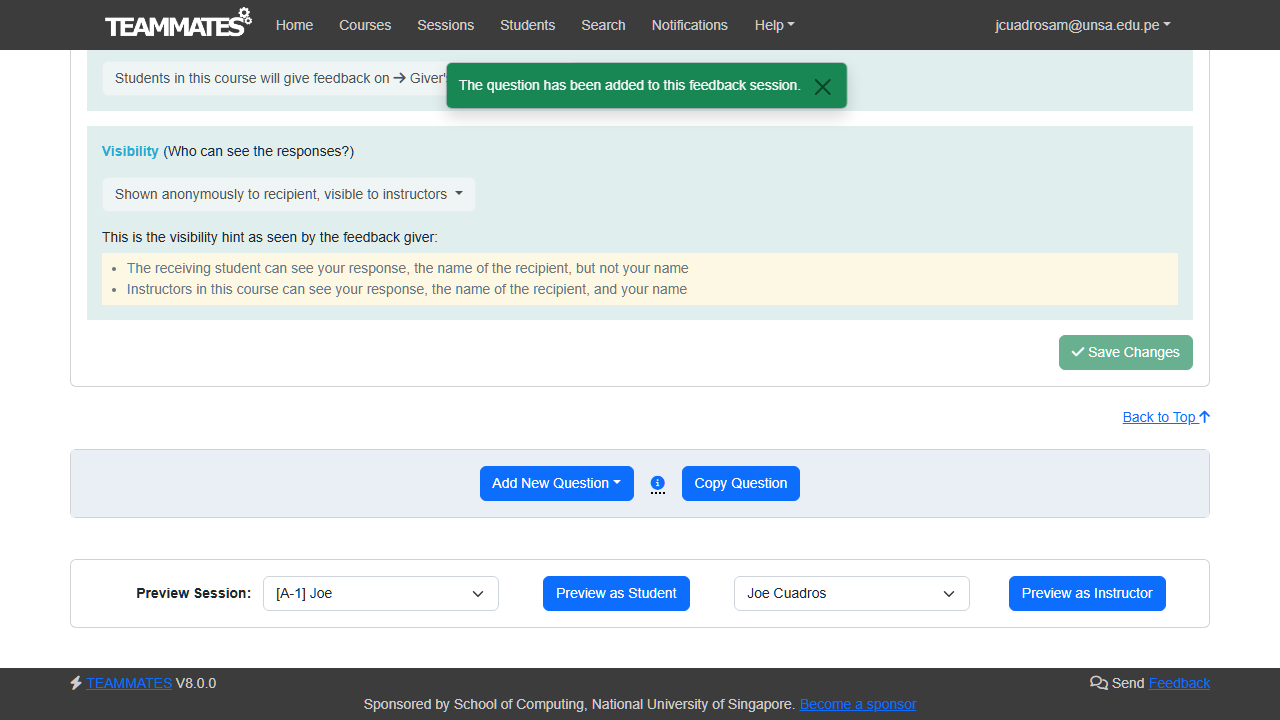 TEAMMATES Home Courses Sessions Students Search Notifications Help jcuadrosam@unsa.edu.pe
Students in this course will give feedback on → Giver's
The question has been added to this feedback session.
Visibility (Who can see the responses?)
Shown anonymously to recipient, visible to instructors
This is the visibility hint as seen by the feedback giver:
• The receiving student can see your response, the name of the recipient, but not your name
• Instructors in this course can see your response, the name of the recipient, and your name
Save Changes
Back to Top
Add New Question Copy Question
Preview Session: [A-1] Joe Preview as Student Joe Cuadros Preview as Instructor
TEAMMATES V8.0.0 Send Feedback
Sponsored by School of Computing, National University of Singapore. Become a sponsor